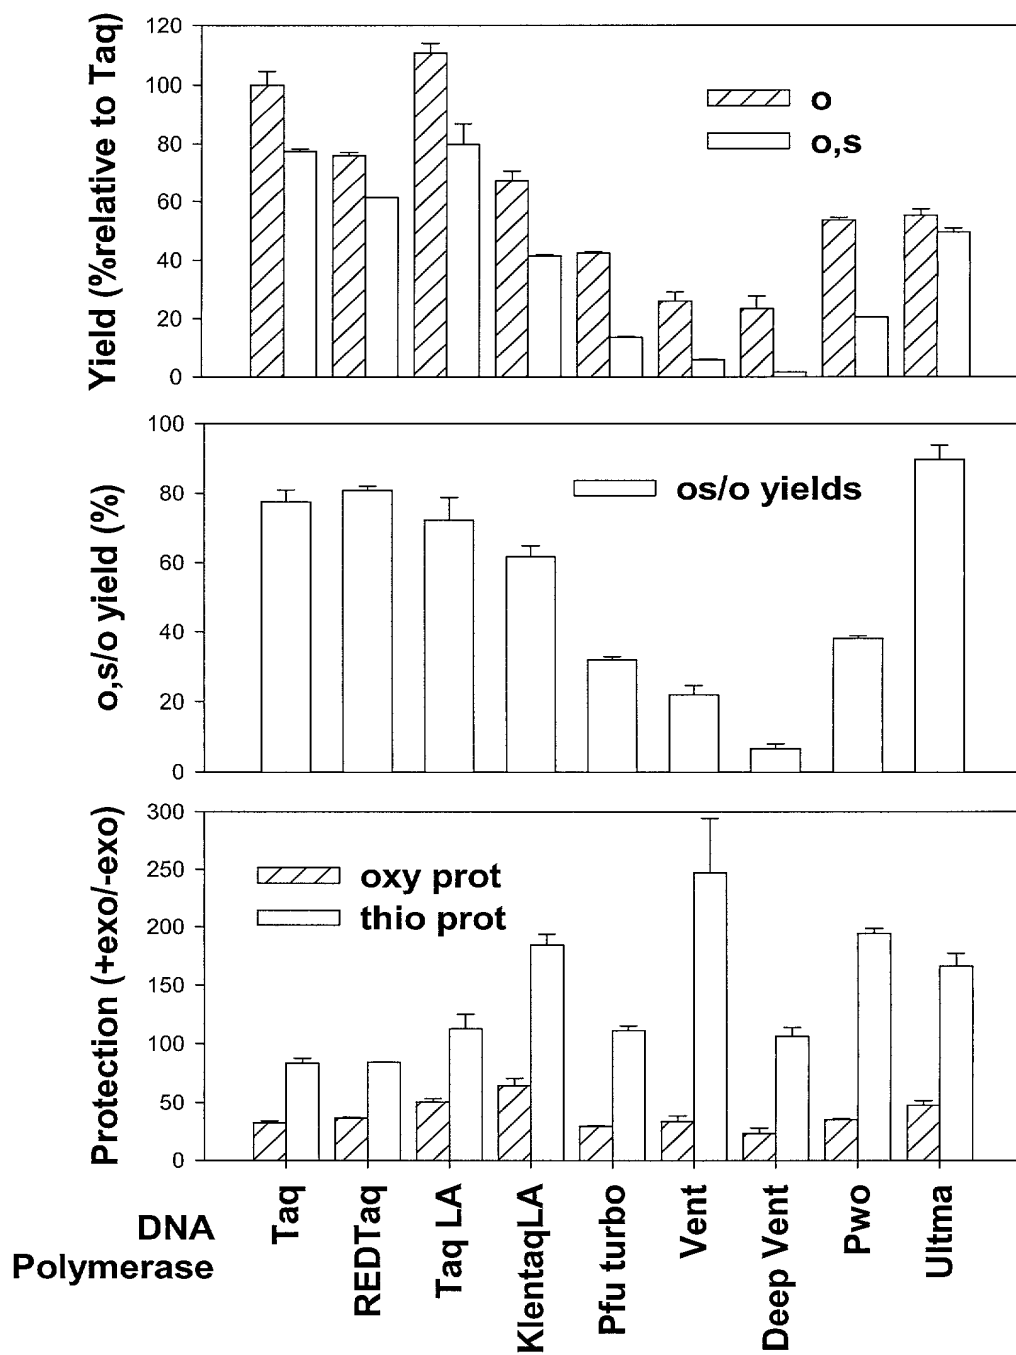 Yield (%relative to Taq)
120
100
80
60
40
20
0
o
o,s
o,s/o yield (%)
100
80
60
40
20
0
os/o yields
Protection (+exo/-exo)
300
250
200
150
100
50
0
oxy prot
thio prot
DNA
Polymerase
Taq
REDTaq
Taq LA
KlentaqLA
Pfu turbo
Vent
Deep Vent
Pwo
Ultma